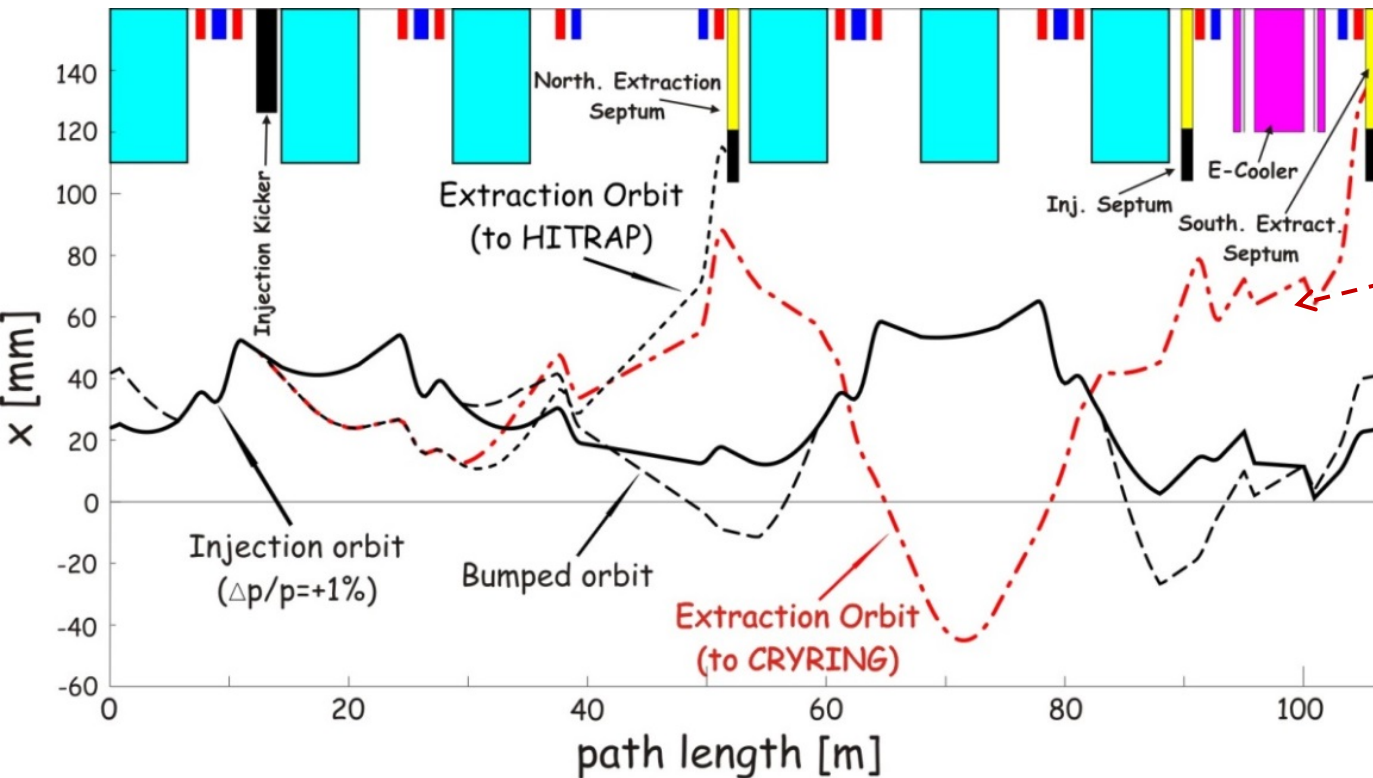 North. Extraction
Septum
Injection Kicker
Extraction Orbit
(to HITRAP)
E-Cooler
Inj. Septum
South. Extract.
Septum
Injection orbit
(△p/p=+1%)
Bumped orbit
Extraction Orbit
(to CRYRING)
x [mm]
140
120
100
80
60
40
20
0
-20
-40
-60
0
20
40
60
80
100
path length [m]